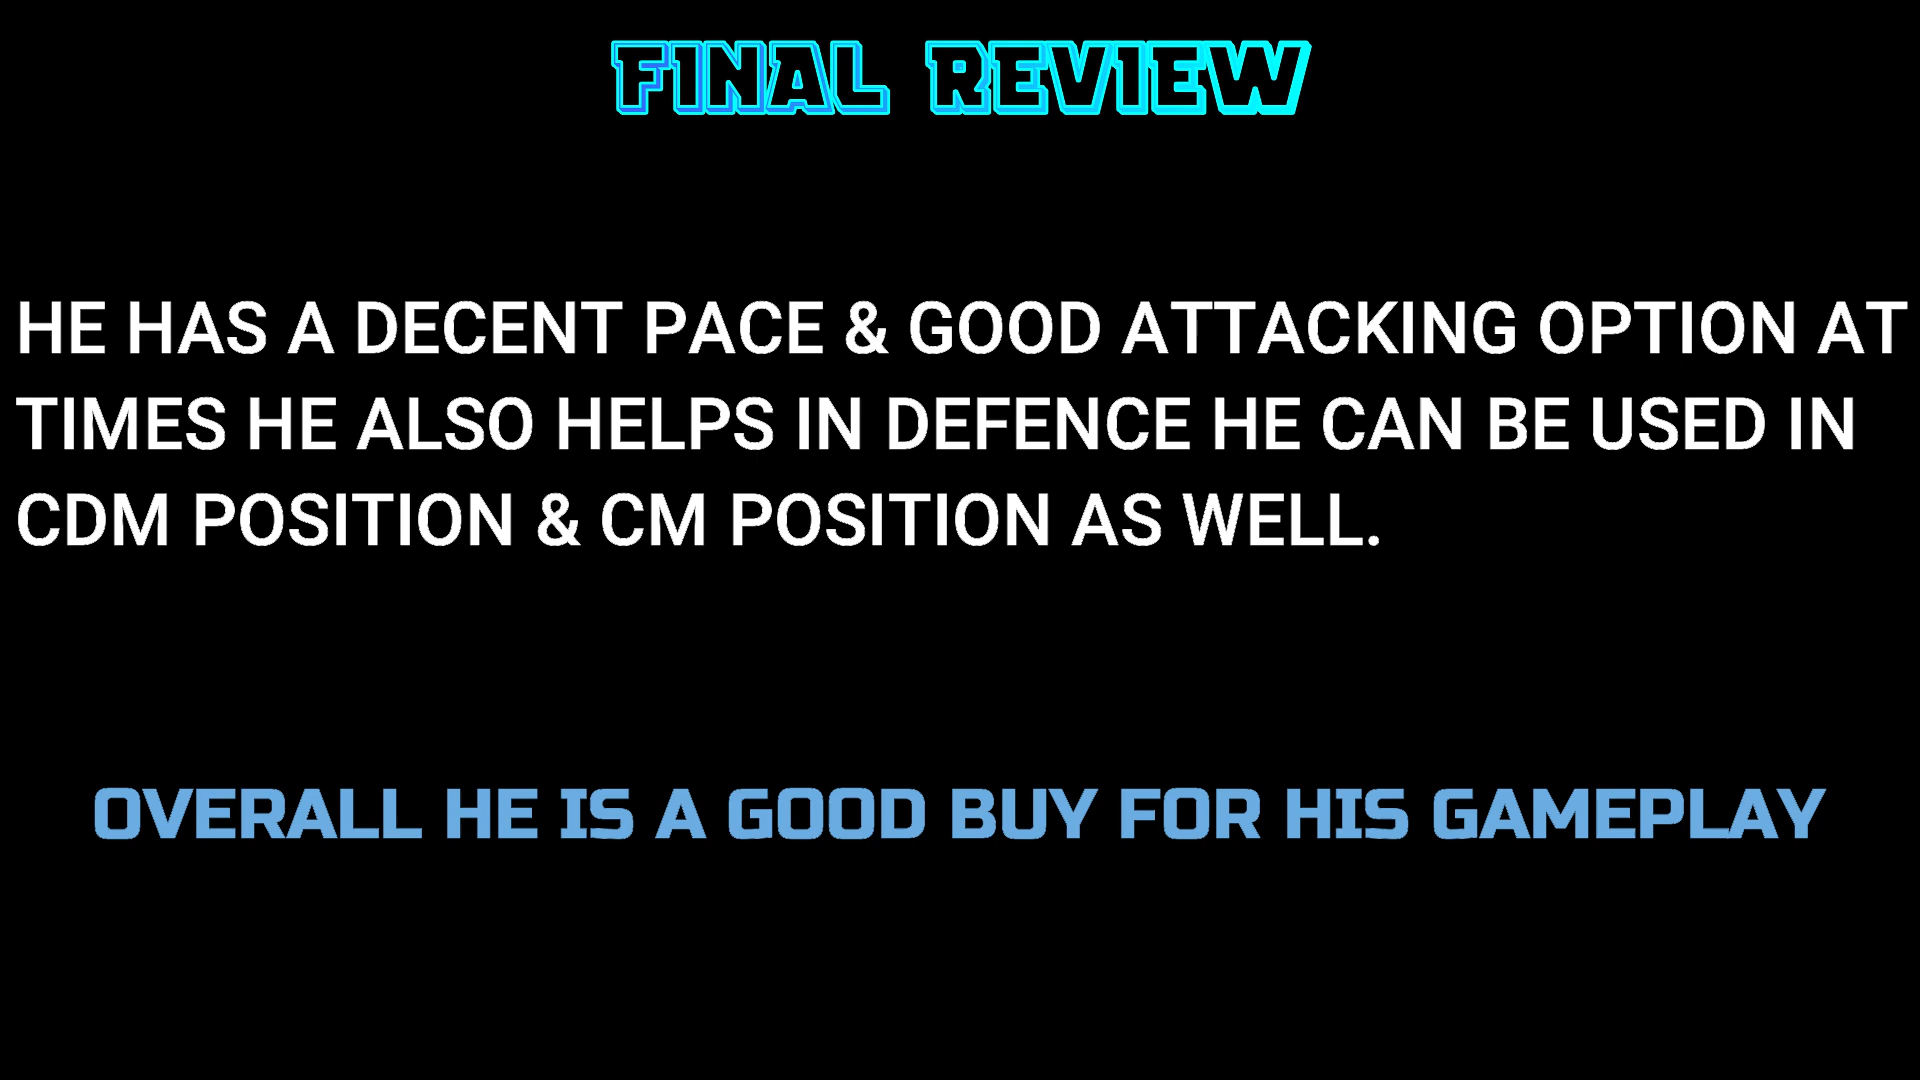 FINAL REVIEW
HE HAS A DECENT PACE & GOOD ATTACKING OPTION AT
TIMES HE ALSO HELPS IN DEFENCE HE CAN BE USED IN
CDM POSITION & CM POSITION AS WELL.
OVERALL HE IS A GOOD BUY FOR HIS GAMEPLAY